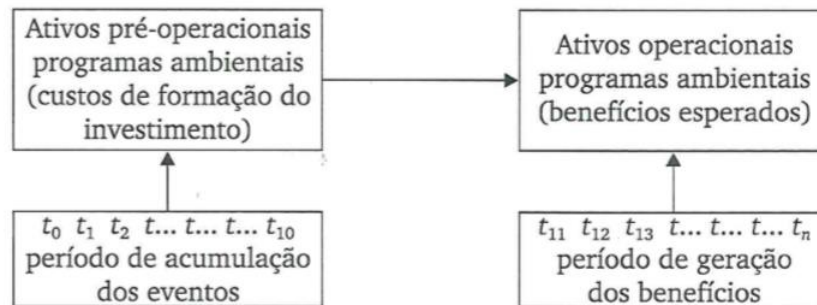 Ativos pré-operacionais
programas ambientais
(custos de formação do
investimento)
Ativos operacionais
programas ambientais
(benefícios esperados)
t₀ t₁ t₂ t... t... t... t₁₀
período de acumulação
dos eventos
t₁₁ t₁₂ t₁₃ t... t... t... tₙ
período de geração
dos benefícios